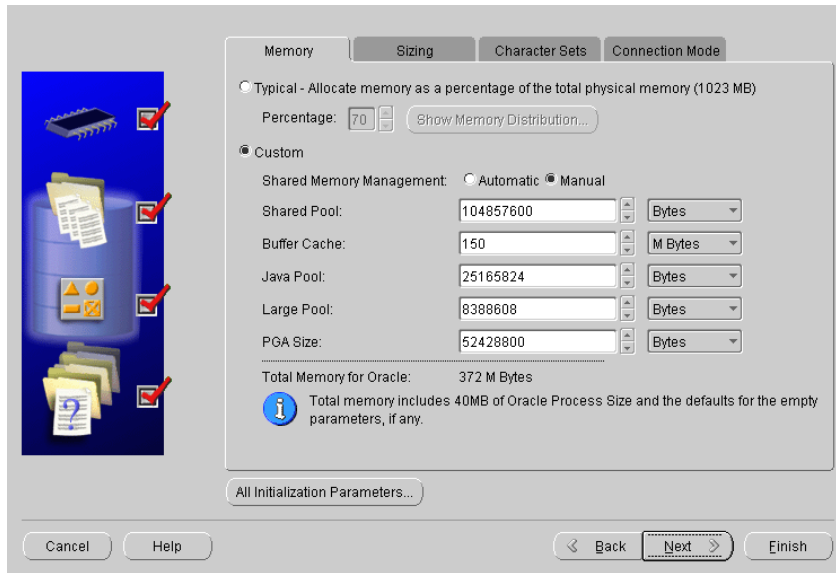 Memory Sizing Character Sets Connection Mode
Typical - Allocate memory as a percentage of the total physical memory (1023 MB)
Percentage: 70 Show Memory Distribution...
Custom
Shared Memory Management: Automatic Manual
Shared Pool: 104857600 Bytes
Buffer Cache: 150 M Bytes
Java Pool: 25165824 Bytes
Large Pool: 8388608 Bytes
PGA Size: 52428800 Bytes
Total Memory for Oracle: 372 M Bytes
Total memory includes 40MB of Oracle Process Size and the defaults for the empty
parameters, if any.
All Initialization Parameters...
Cancel Help Back Next Finish